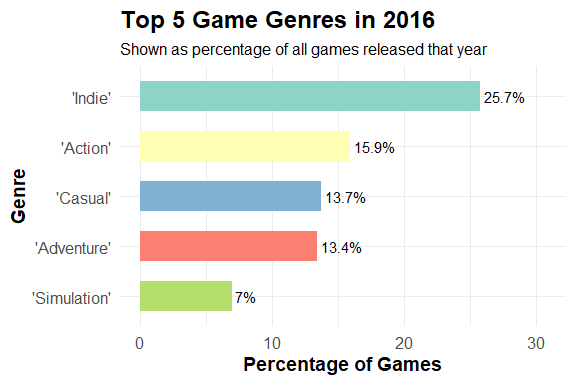 Top 5 Game Genres in 2016
Shown as percentage of all games released that year
Genre
'Indie' 25.7%
'Action' 15.9%
'Casual' 13.7%
'Adventure' 13.4%
'Simulation' 7%
0 10 20 30
Percentage of Games